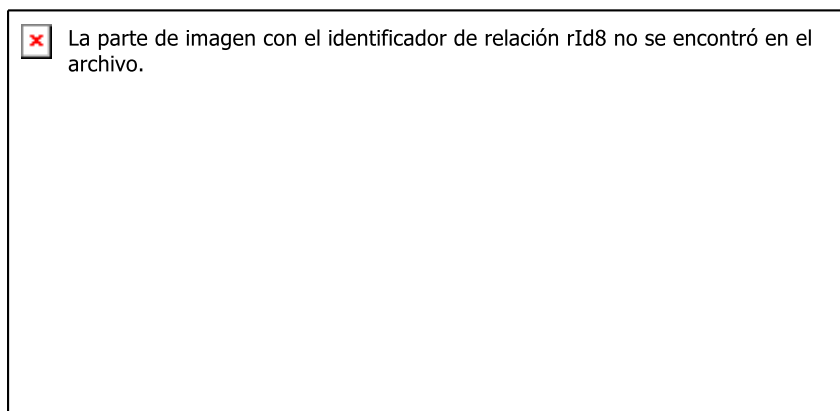 La parte de imagen con el identificador de relación rId8 no se encontró en el
archivo.